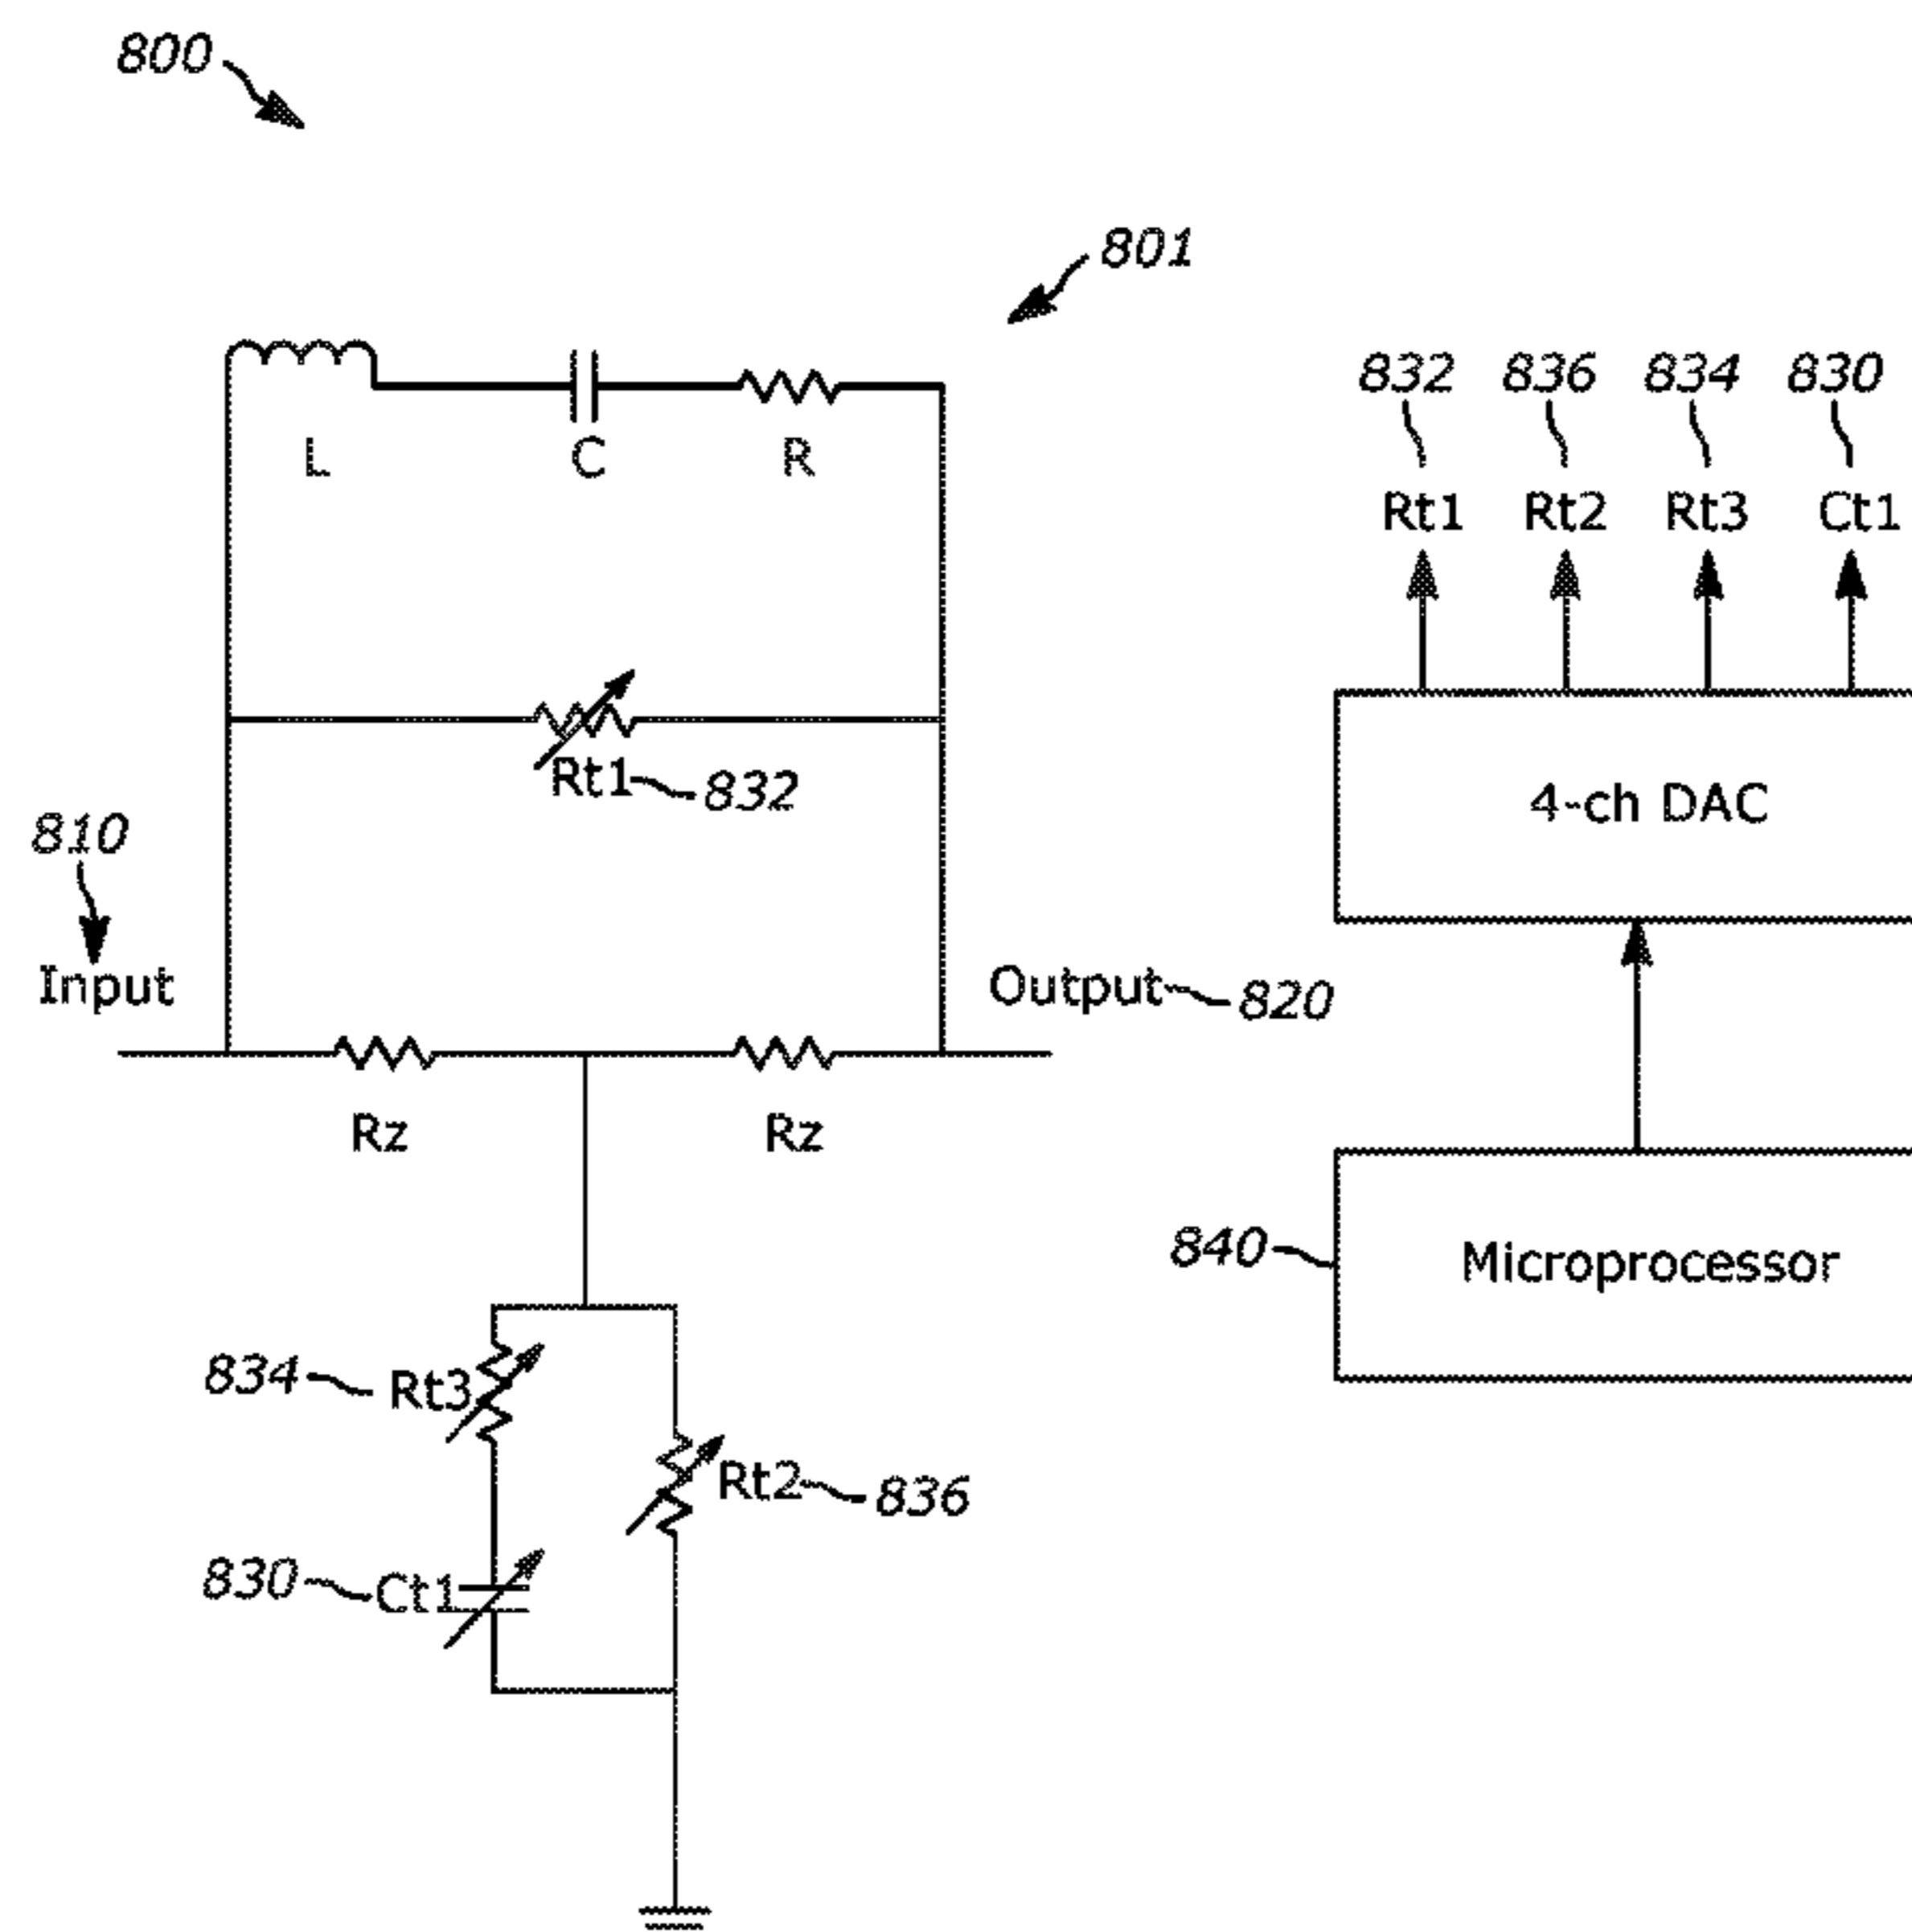 800
801
L C R
832 836 834 830
Rt1 Rt2 Rt3 Ct1
Rt1 832
4-ch DAC
810
Input
Output 820
Rz Rz
840 Microprocessor
834 Rt3
Rt2 836
830 Ct1